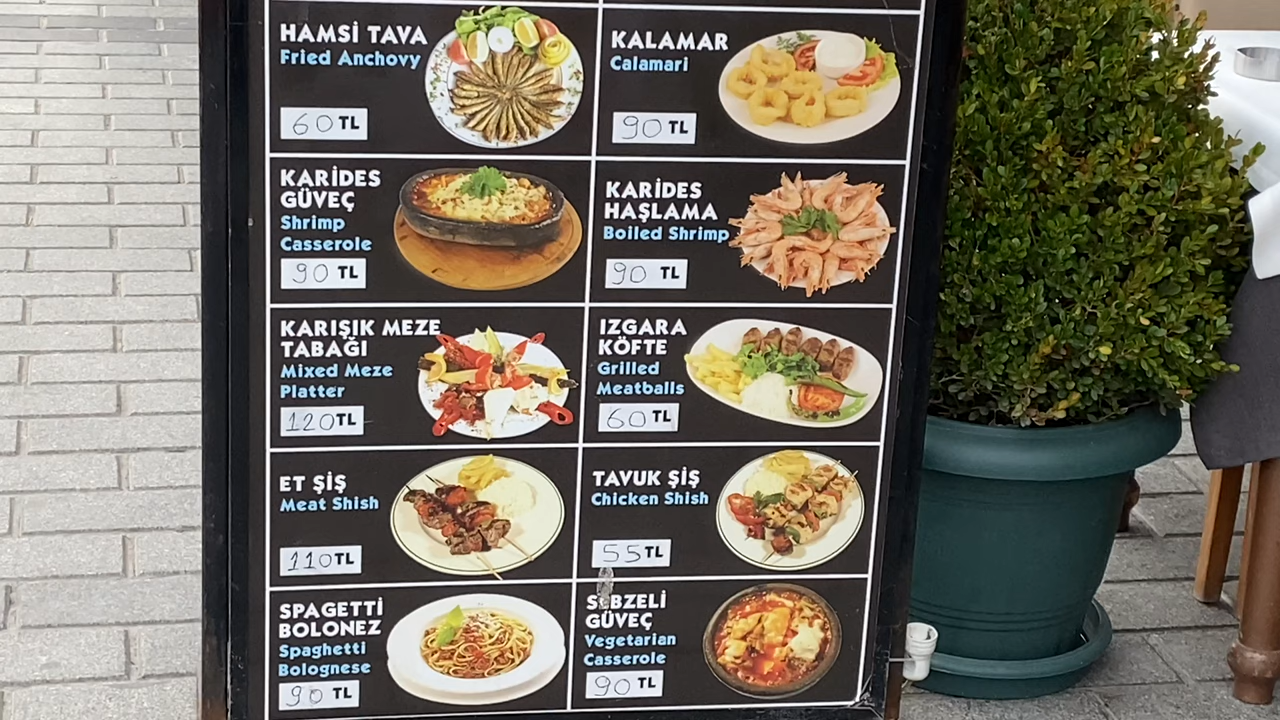 HAMSİ TAVA
Fried Anchovy
60 TL
KALAMAR
Calamari
90 TL
KARİDES
GÜVEÇ
Shrimp
Casserole
90 TL
KARİDES
HAŞLAMA
Boiled Shrimp
90 TL
KARIŞIK MEZE
TABAĞI
Mixed Meze
Platter
120 TL
IZGARA
KÖFTE
Grilled
Meatballs
60 TL
ET ŞİŞ
Meat Shish
110 TL
TAVUK ŞİŞ
Chicken Shish
55 TL
SPAGETTİ
BOLONEZ
Spaghetti
Bolognese
90 TL
SEBZELİ
GÜVEÇ
Vegetarian
Casserole
90 TL